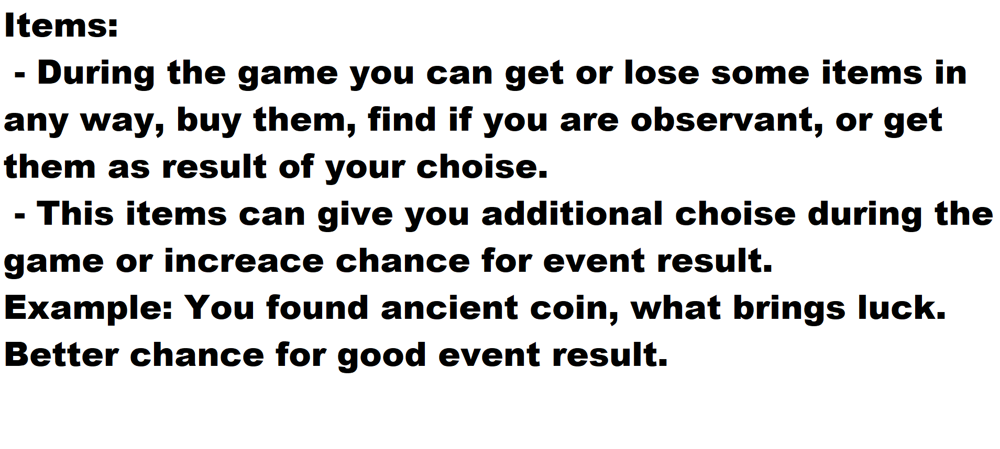 Items:
- During the game you can get or lose some items in
any way, buy them, find if you are observant, or get
them as result of your choise.
- This items can give you additional choise during the
game or increace chance for event result.
Example: You found ancient coin, what brings luck.
Better chance for good event result.